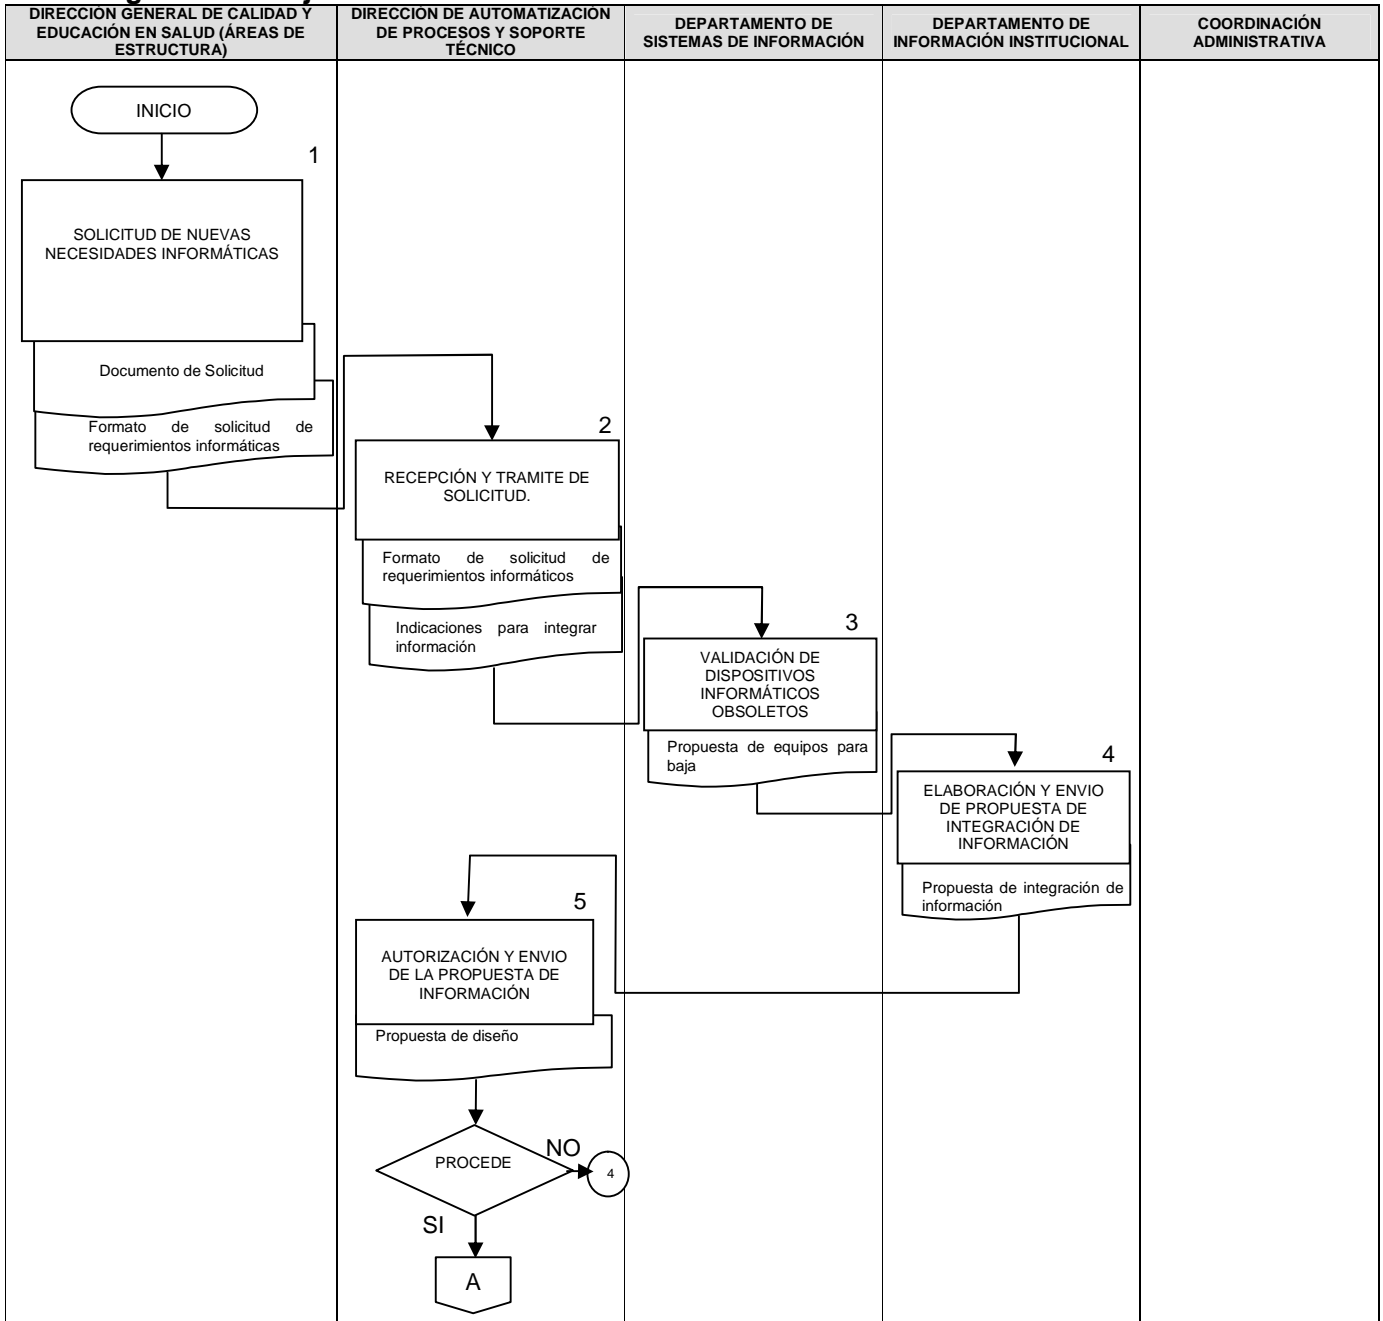 DIRECCIÓN GENERAL DE CALIDAD Y
EDUCACIÓN EN SALUD (ÁREAS DE
ESTRUCTURA)
DIRECCIÓN DE AUTOMATIZACIÓN
DE PROCESOS Y SOPORTE
TÉCNICO
DEPARTAMENTO DE
SISTEMAS DE INFORMACIÓN
DEPARTAMENTO DE
INFORMACIÓN INSTITUCIONAL
COORDINACIÓN
ADMINISTRATIVA
INICIO
1
SOLICITUD DE NUEVAS
NECESIDADES INFORMÁTICAS
Documento de Solicitud
Formato de solicitud de
requerimientos informáticas
2
RECEPCIÓN Y TRAMITE DE
SOLICITUD.
Formato de solicitud de
requerimientos informáticos
Indicaciones para integrar
información
3
VALIDACIÓN DE
DISPOSITIVOS
INFORMÁTICOS
OBSOLETOS
Propuesta de equipos para
baja
4
ELABORACIÓN Y ENVIO
DE PROPUESTA DE
INTEGRACIÓN DE
INFORMACIÓN
Propuesta de integración de
información
5
AUTORIZACIÓN Y ENVIO
DE LA PROPUESTA DE
INFORMACIÓN
Propuesta de diseño
PROCEDE
NO
4
SI
A